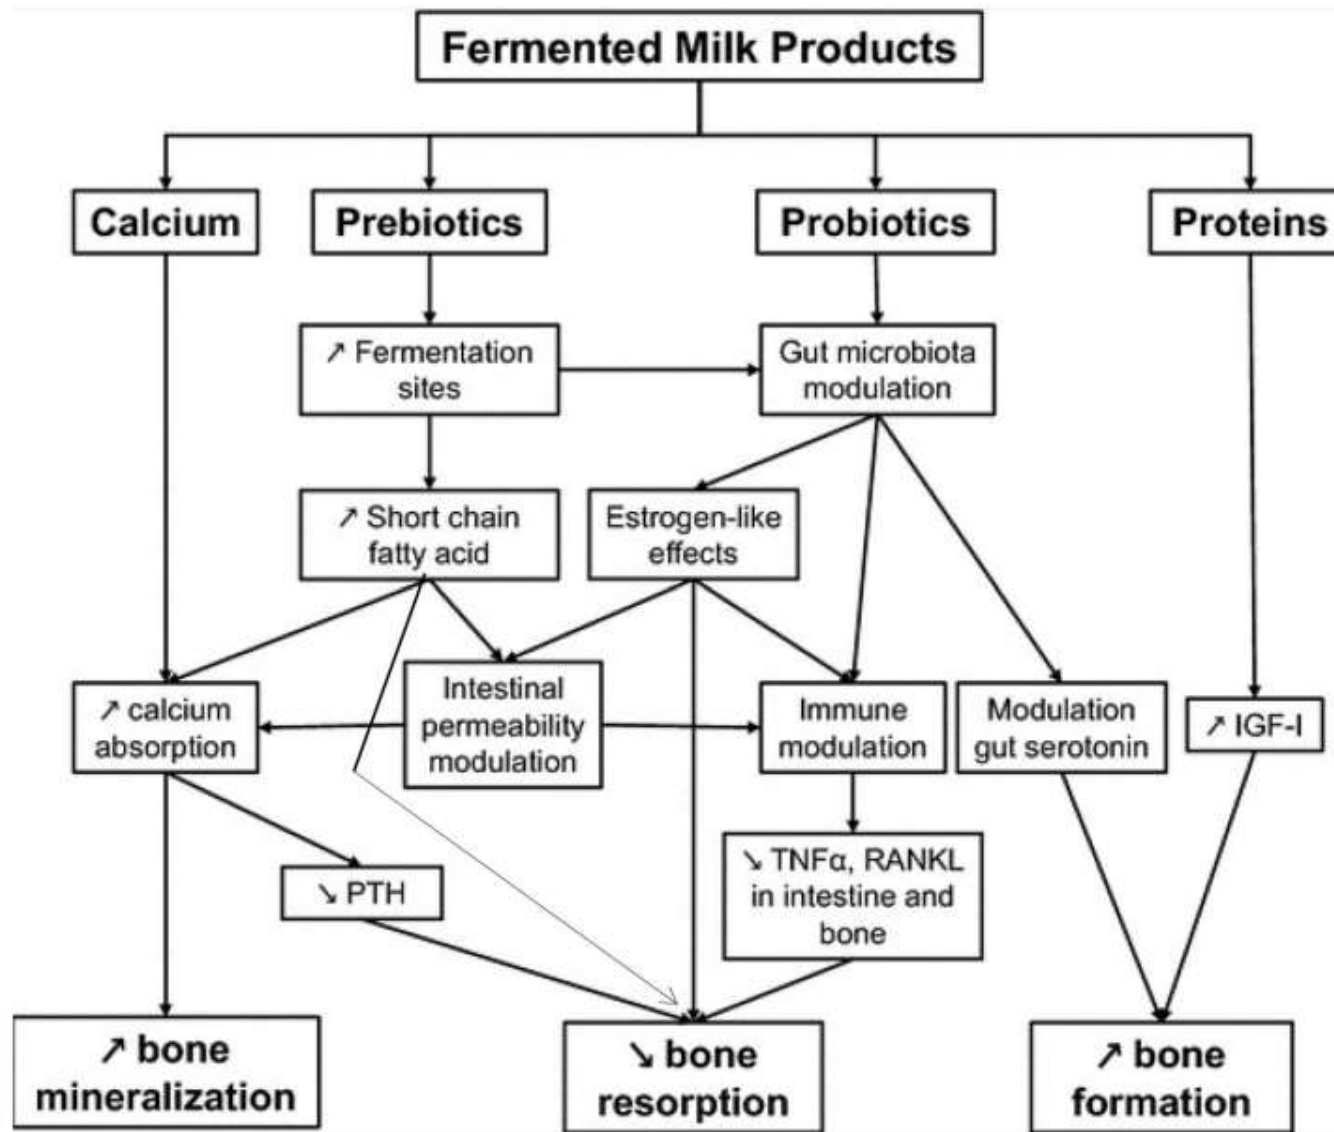 Fermented Milk Products
Calcium
Prebiotics
Probiotics
Proteins
↗ Fermentation
sites
Gut microbiota
modulation
↗ Short chain
fatty acid
Estrogen-like
effects
↗ calcium
absorption
Intestinal
permeability
modulation
Immune
modulation
Modulation
gut serotonin
↗ IGF-I
↘ PTH
↘ TNFα, RANKL
in intestine and
bone
↗ bone
mineralization
↘ bone
resorption
↗ bone
formation